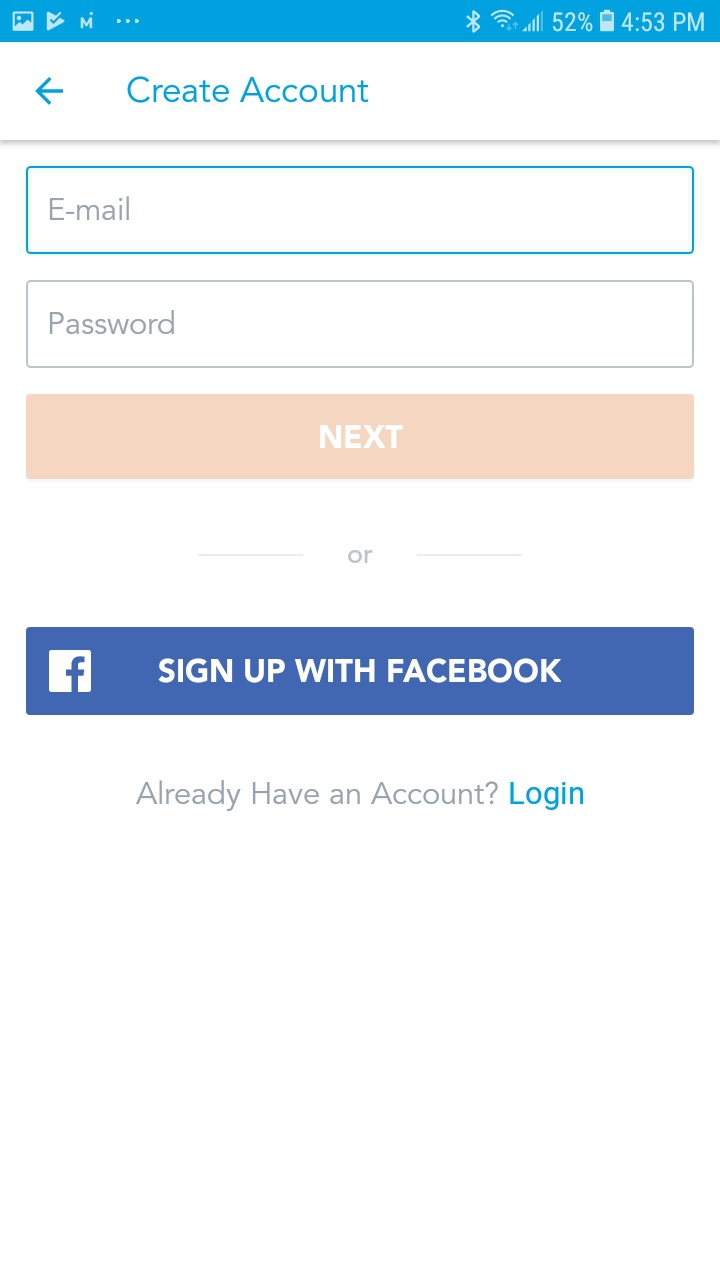 52% 4:53 PM
Create Account
E-mail
Password
NEXT
or
SIGN UP WITH FACEBOOK
Already Have an Account? Login